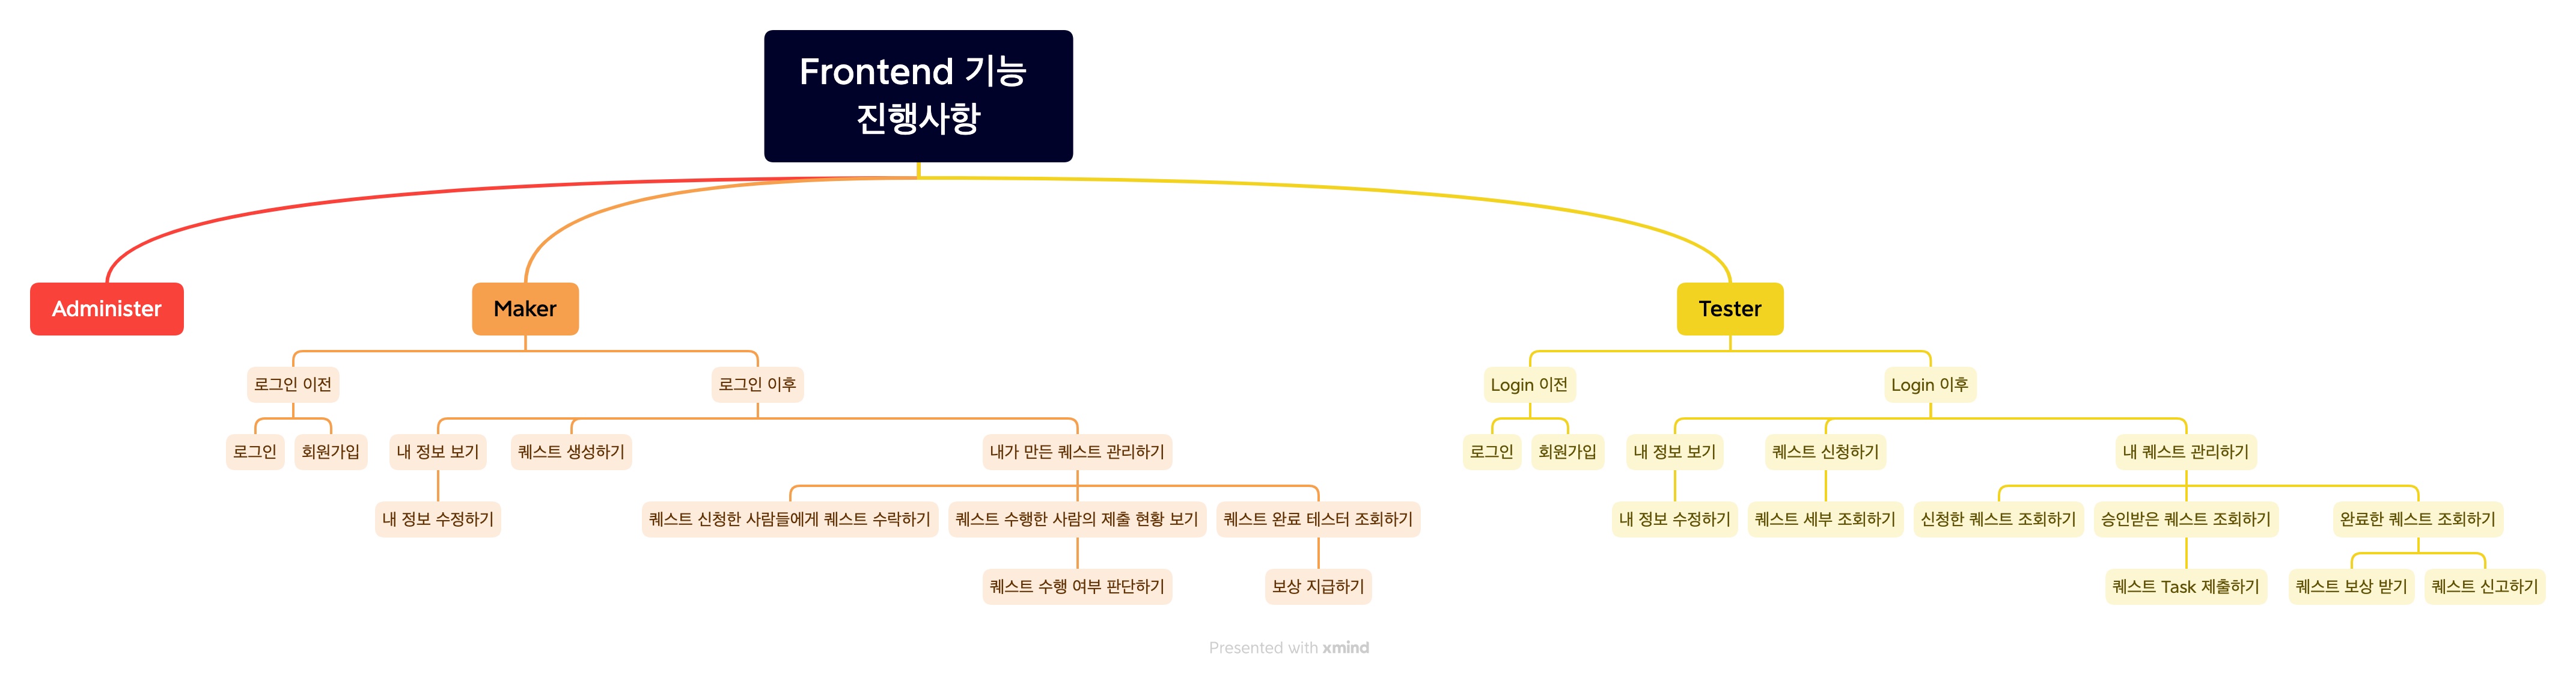 Frontend 기능
진행사항
Administer
Maker
Tester
로그인 이전
로그인 이후
Login 이전
Login 이후
로그인
회원가입
내 정보 보기
퀘스트 생성하기
내가 만든 퀘스트 관리하기
로그인
회원가입
내 정보 보기
퀘스트 신청하기
내 퀘스트 관리하기
내 정보 수정하기
퀘스트 신청한 사람들에게 퀘스트 수락하기
퀘스트 수행한 사람의 제출 현황 보기
퀘스트 완료 테스터 조회하기
내 정보 수정하기
퀘스트 세부 조회하기
신청한 퀘스트 조회하기
승인받은 퀘스트 조회하기
완료한 퀘스트 조회하기
퀘스트 수행 여부 판단하기
보상 지급하기
퀘스트 Task 제출하기
퀘스트 보상 받기
퀘스트 신고하기
Presented with xmind